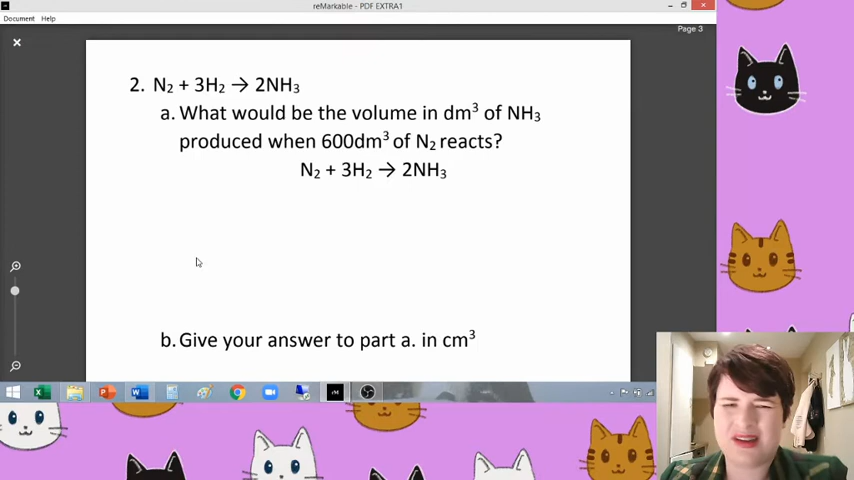 reMarkable - PDF EXTRA1
Document Help
Page 3
2. N₂ + 3H₂ → 2NH₃
a. What would be the volume in dm³ of NH₃
produced when 600dm³ of N₂ reacts?
N₂ + 3H₂ → 2NH₃
b. Give your answer to part a. in cm³